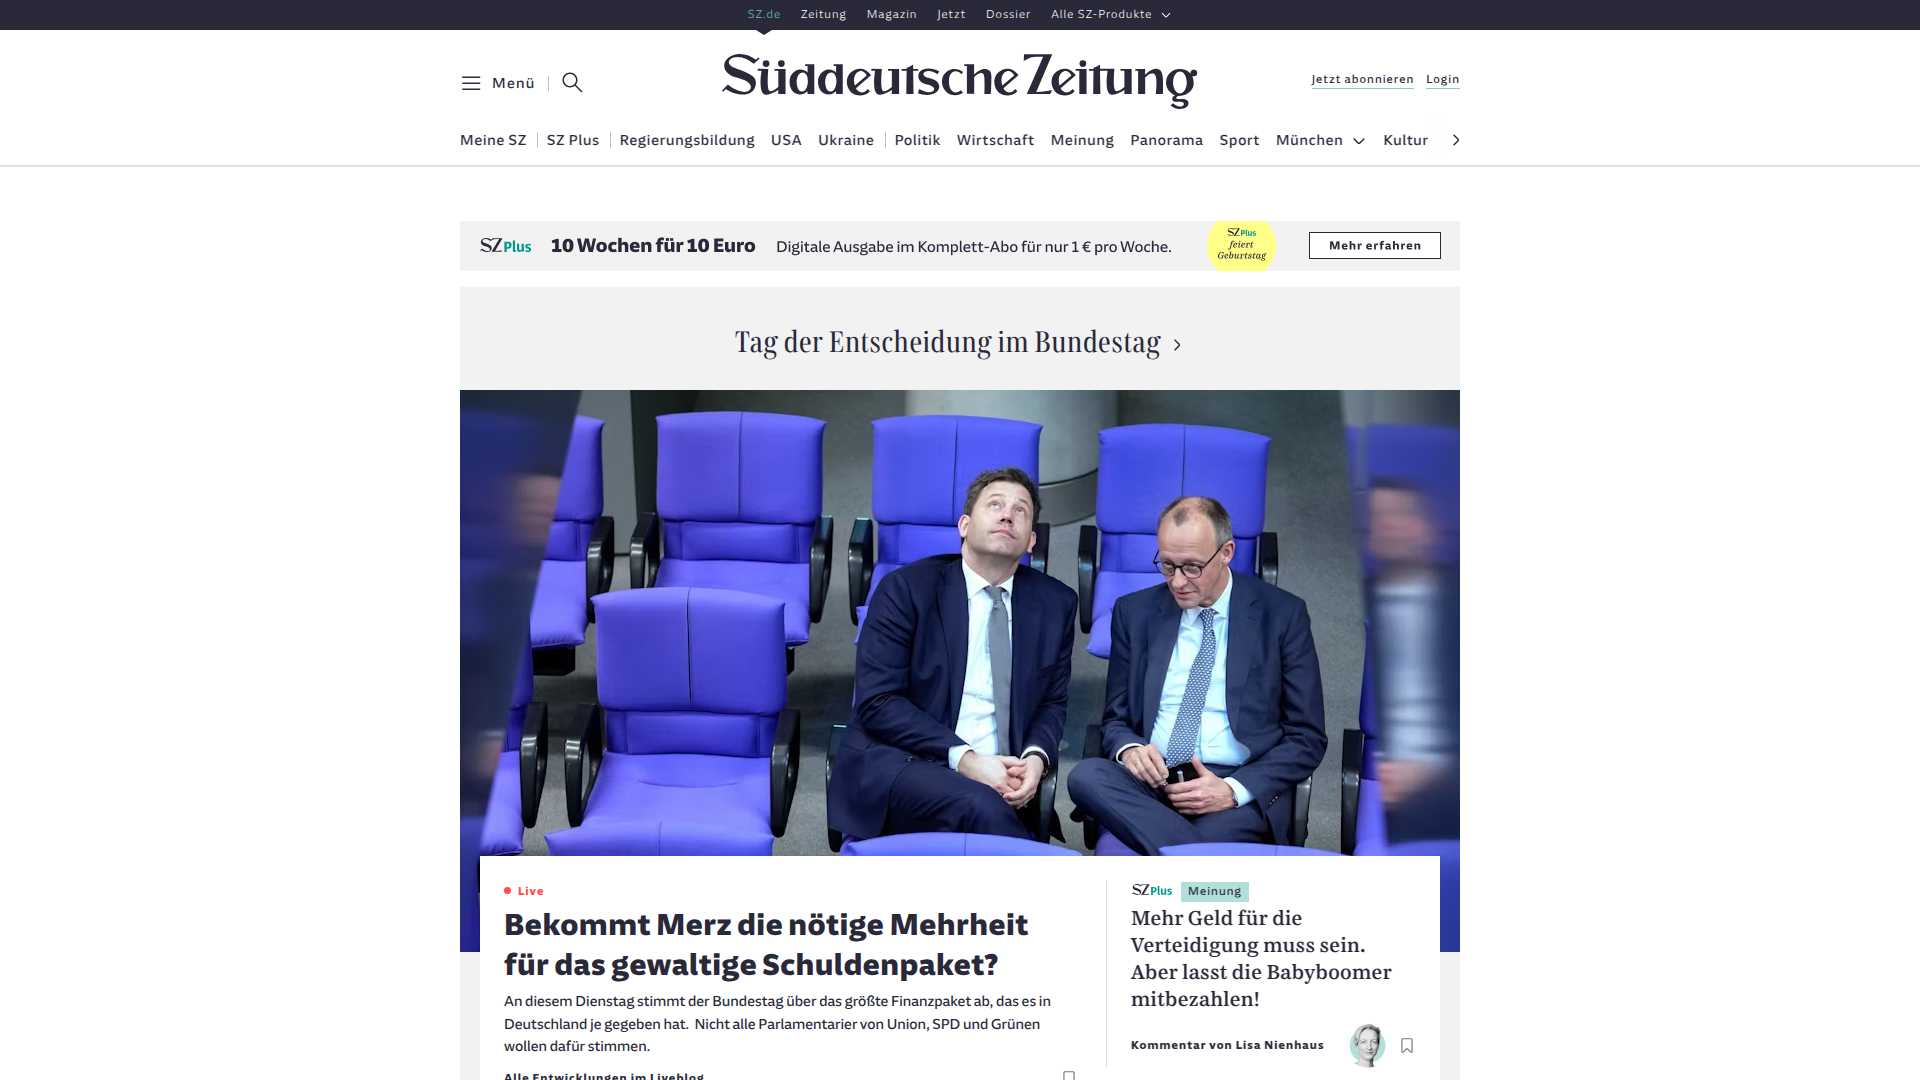 SZ.de Zeitung Magazin Jetzt Dossier Alle SZ-Produkte
Menü
Süddeutsche Zeitung
Jetzt abonnieren Login
Meine SZ SZ Plus Regierungsbildung USA Ukraine Politik Wirtschaft Meinung Panorama Sport München Kultur
SZ Plus 10 Wochen für 10 Euro Digitale Ausgabe im Komplett-Abo für nur 1 € pro Woche.
SZ Plus
feiert
Geburtstag
Mehr erfahren
Tag der Entscheidung im Bundestag
Live
Bekommt Merz die nötige Mehrheit
für das gewaltige Schuldenpaket?
An diesem Dienstag stimmt der Bundestag über das größte Finanzpaket ab, das es in
Deutschland je gegeben hat. Nicht alle Parlamentarier von Union, SPD und Grünen
wollen dafür stimmen.
Alle Entwicklungen im Liveblog
SZ Plus Meinung
Mehr Geld für die
Verteidigung muss sein.
Aber lasst die Babyboomer
mitbezahlen!
Kommentar von Lisa Nienhaus